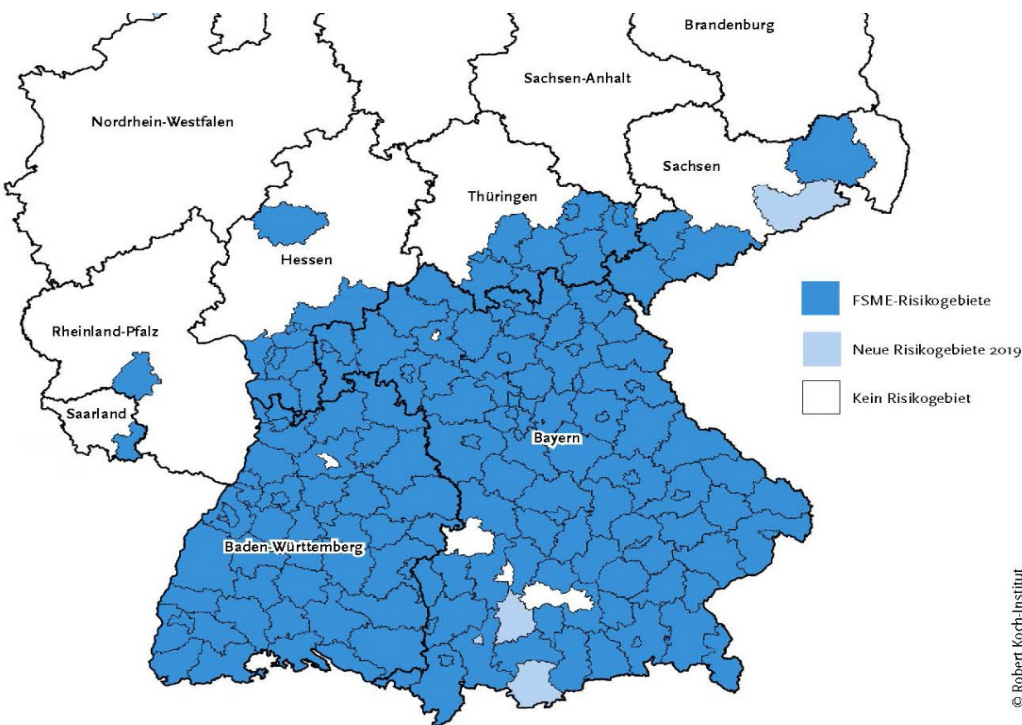 Brandenburg
Sachsen-Anhalt
Nordrhein-Westfalen
Sachsen
Thüringen
Hessen
FSME-Risikogebiete
Rheinland-Pfalz
Neue Risikogebiete 2019
Kein Risikogebiet
Saarland
Bayern
Baden-Württemberg
© Robert Koch-Institut